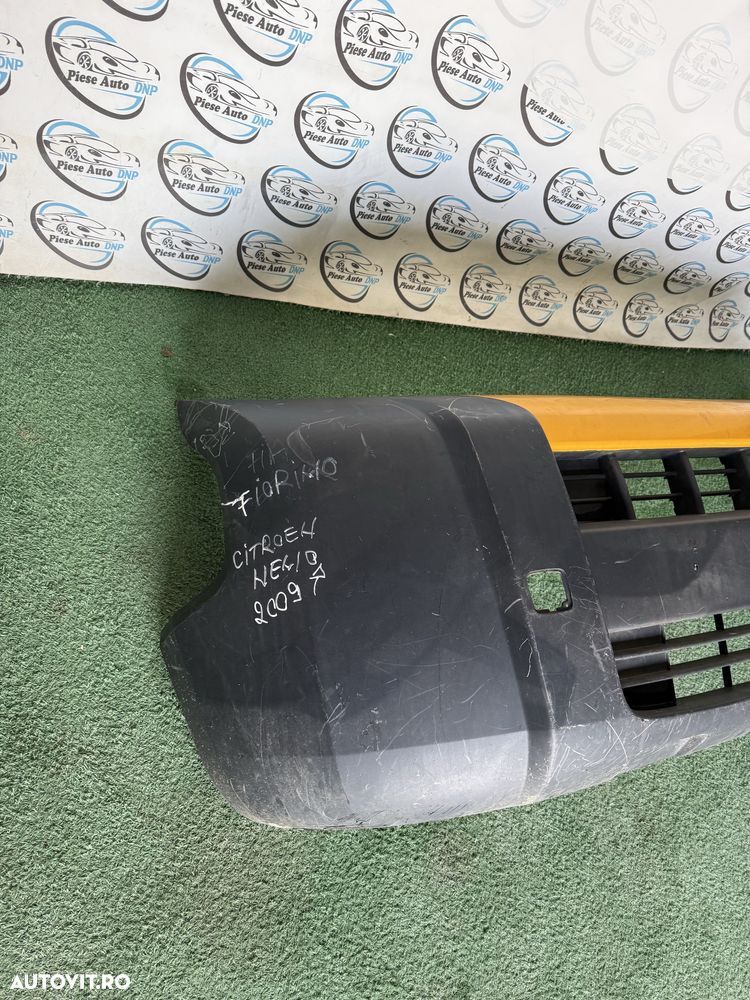 Piese Auto DNP
FIORINO
CITROEN
NEMO
2009
AUTOVIT.RO